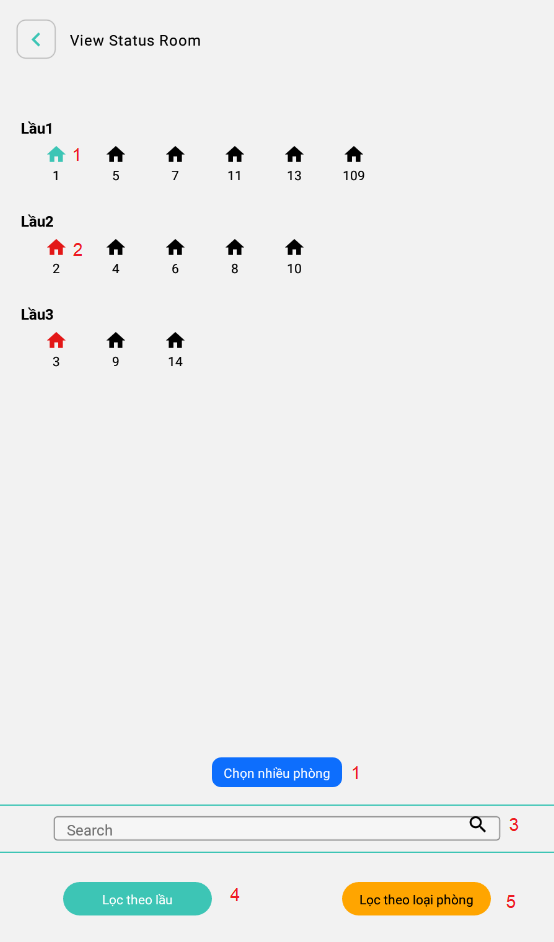 View Status Room
Lầu1
1
1 5 7 11 13 109
Lầu2
2
2 4 6 8 10
Lầu3
3 9 14
Chọn nhiều phòng 1
Search 3
Lọc theo lầu 4 Lọc theo loại phòng 5